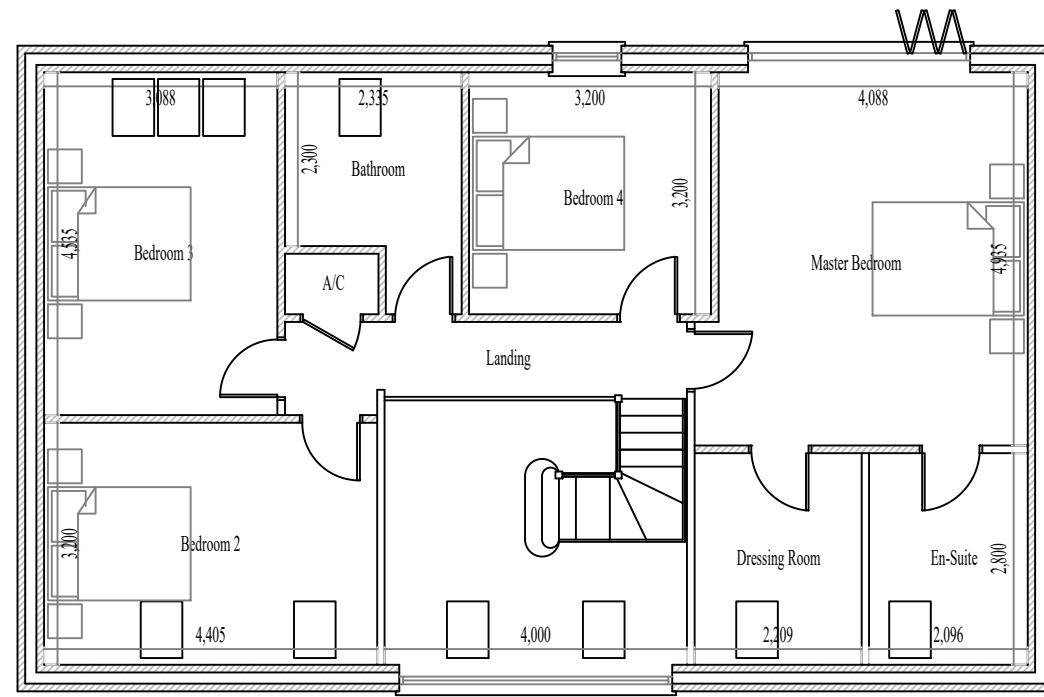 3,088
2,335
3,200
4,088
2,300
Bathroom
Bedroom 4
3,200
Bedroom 3
4,535
Master Bedroom
4,935
A/C
Landing
Bedroom 2
3,200
Dressing Room
En-Suite
2,800
4,405
4,000
2,209
2,096